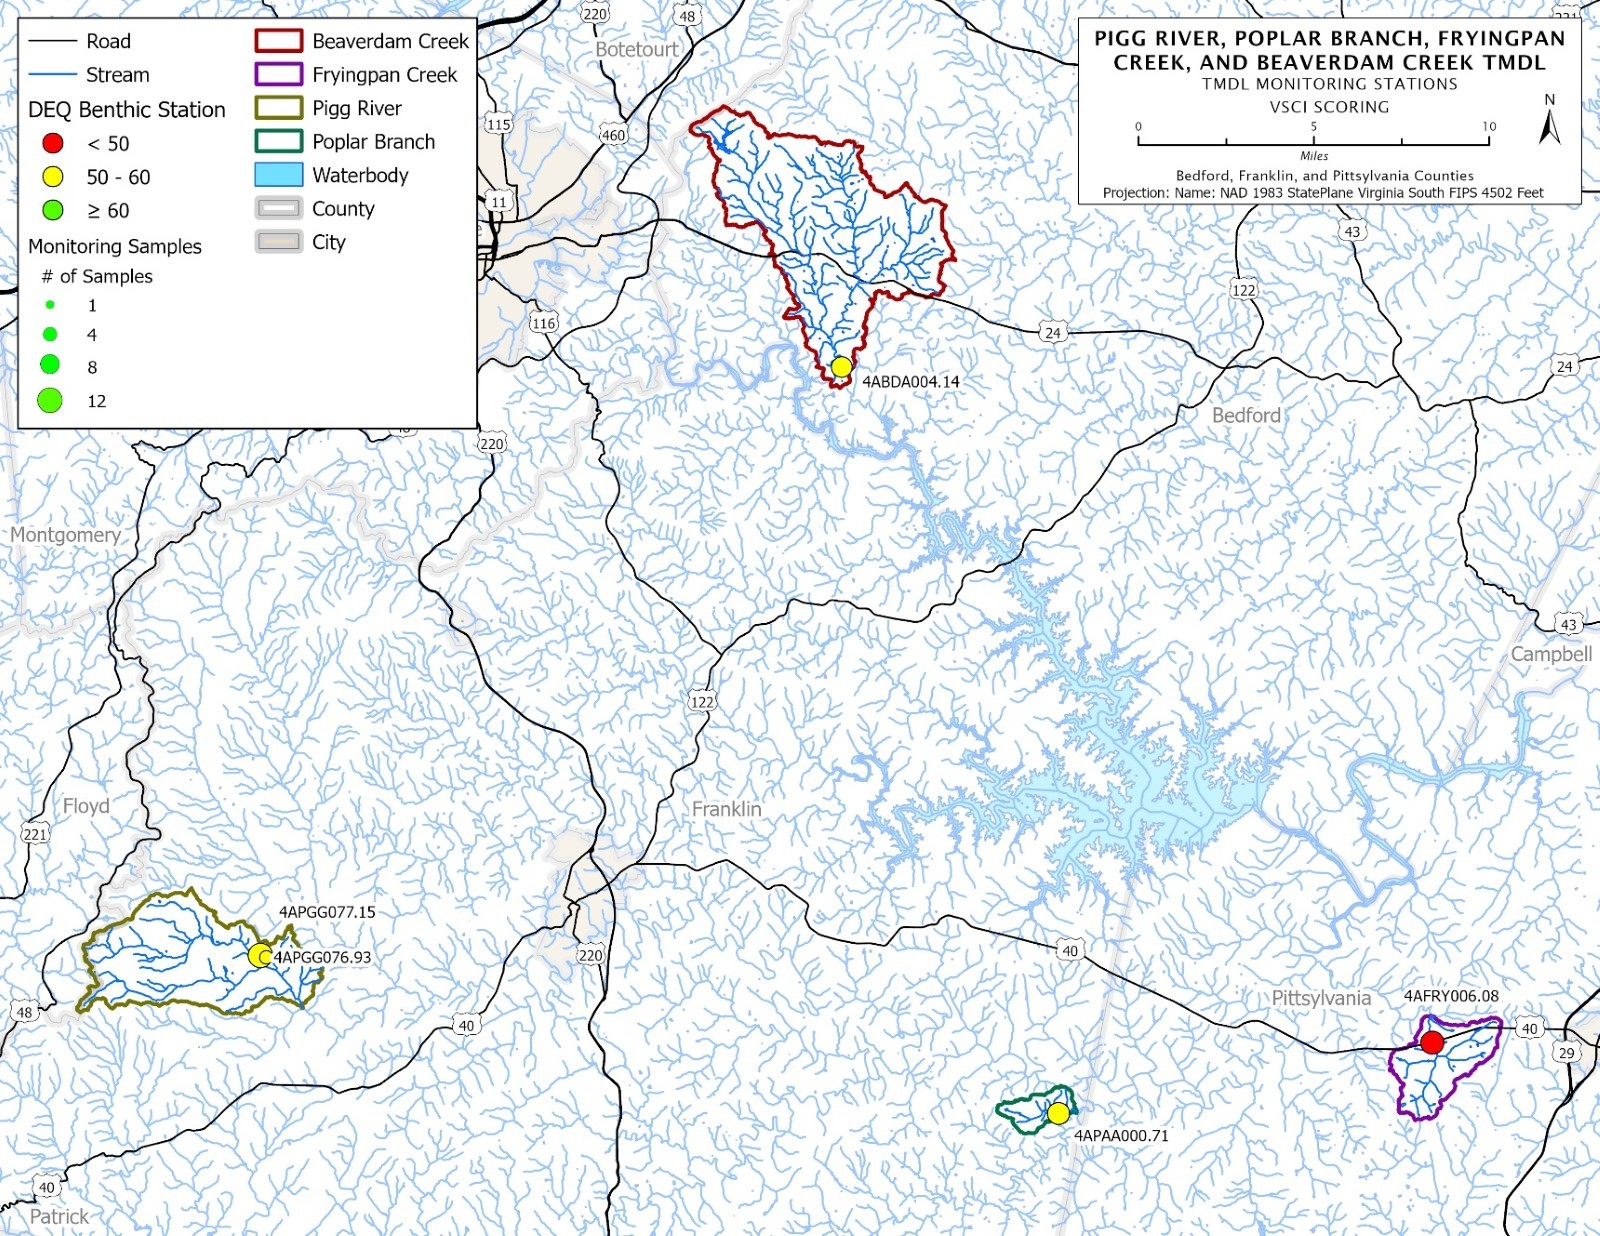 Road
Stream
DEQ Benthic Station
< 50
50 - 60
≥ 60
Monitoring Samples
# of Samples
1
4
8
12
Beaverdam Creek
Fryingpan Creek
Pigg River
Poplar Branch
Waterbody
County
City
PIGG RIVER, POPLAR BRANCH, FRYINGPAN
CREEK, AND BEAVERDAM CREEK TMDL
TMDL MONITORING STATIONS
VSCI SCORING
N
0 5 10
Miles
Bedford, Franklin, and Pittsylvania Counties
Projection: Name: NAD 1983 StatePlane Virginia South FIPS 4502 Feet
220
48
Botetourt
115
460
11
43
122
116
24
24
4ABDA004.14
Bedford
220
Montgomery
43
Campbell
122
Floyd
Franklin
221
4APGG077.15
4APGG076.93
220
40
Pittsylvania
4AFRY006.08
48
40
40
29
4APAA000.71
40
Patrick